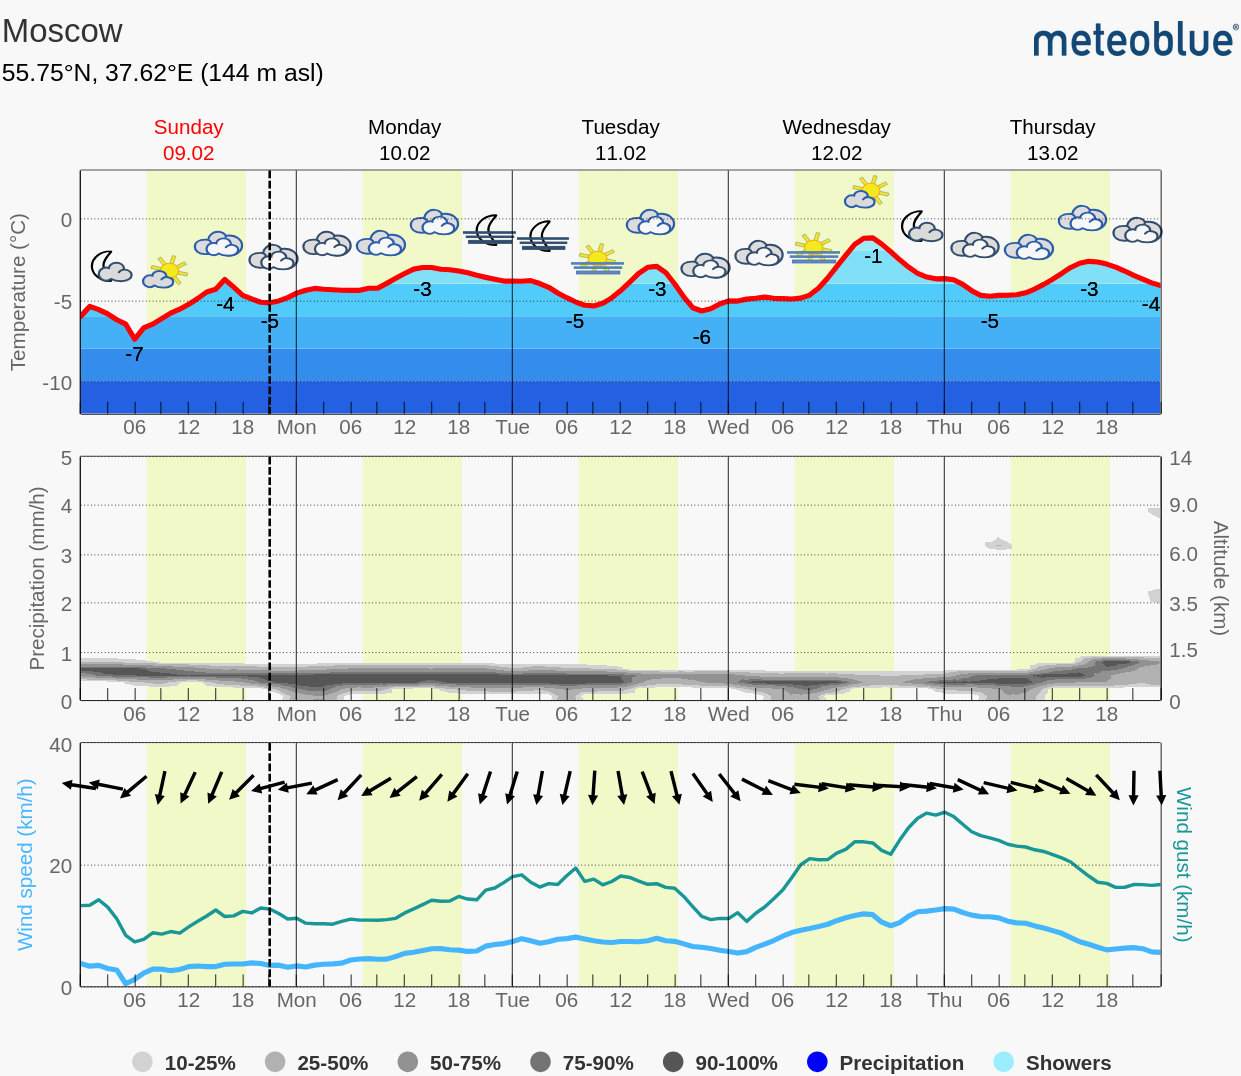 Moscow
meteoblue®
55.75°N, 37.62°E (144 m asl)
Sunday Monday Tuesday Wednesday Thursday
09.02 10.02 11.02 12.02 13.02
Temperature (°C)
0
-5
-10
-7 -4 -5 -3 -5 -3 -6 -1 -5 -3 -4
06 12 18 Mon 06 12 18 Tue 06 12 18 Wed 06 12 18 Thu 06 12 18
Precipitation (mm/h)
5
4
3
2
1
0
14
9.0
6.0
3.5
1.5
0
Altitude (km)
06 12 18 Mon 06 12 18 Tue 06 12 18 Wed 06 12 18 Thu 06 12 18
Wind speed (km/h)
40
20
0
Wind gust (km/h)
06 12 18 Mon 06 12 18 Tue 06 12 18 Wed 06 12 18 Thu 06 12 18
10-25% 25-50% 50-75% 75-90% 90-100% Precipitation Showers